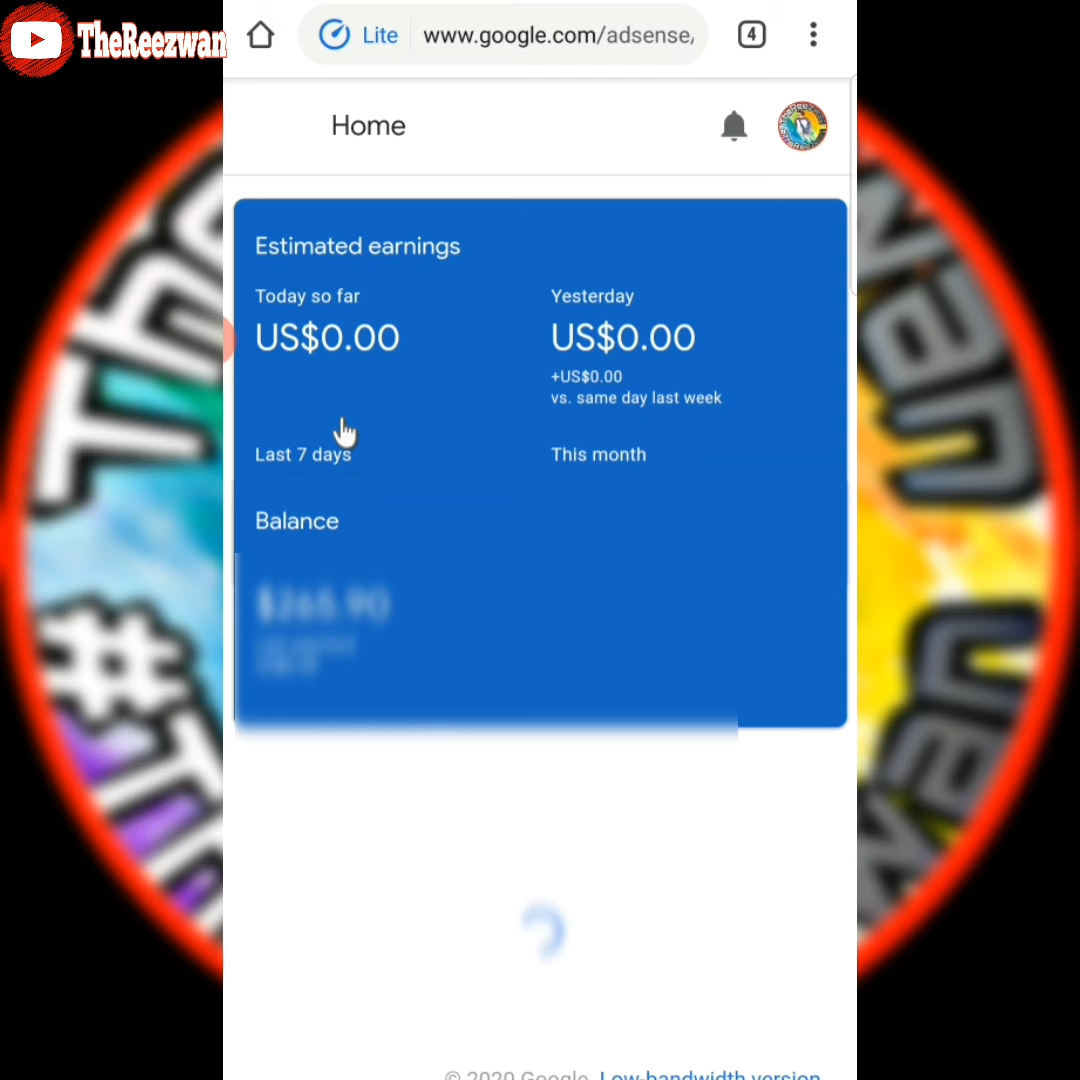 TheReezwan
Lite www.google.com/adsense/
4
Home
Estimated earnings
Today so far Yesterday
US$0.00 US$0.00
+US$0.00
vs. same day last week
Last 7 days This month
Balance
$265.90
© 2020 Google Low-bandwidth version